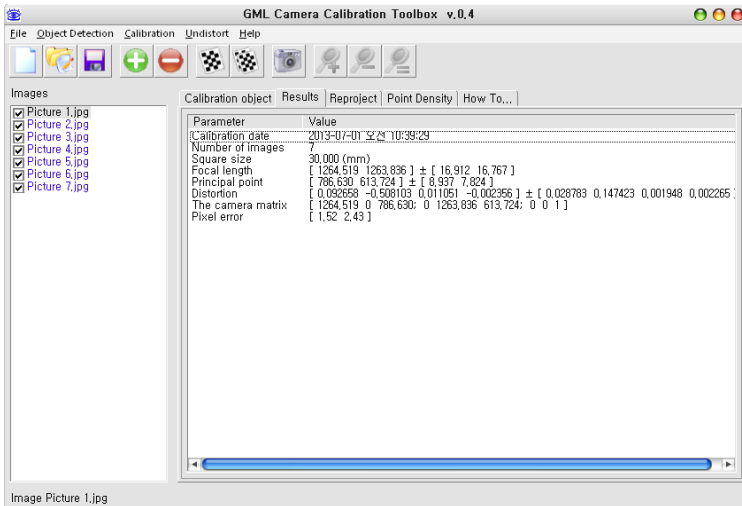 GML Camera Calibration Toolbox v.0.4
File Object Detection Calibration Undistort Help
Images
Picture 1.jpg
Picture 2.jpg
Picture 3.jpg
Picture 4.jpg
Picture 5.jpg
Picture 6.jpg
Picture 7.jpg
Calibration object Results Reproject Point Density How To...
Parameter Value
Calibration date 2013-07-01 오전 10:39:29
Number of images 7
Square size 30,000 (mm)
Focal length [ 1264,519 1263,836 ] ± [ 16,912 16,767 ]
Principal point [ 786,630 613,724 ] ± [ 8,937 7,824 ]
Distortion [ 0,092658 -0,508103 0,011051 -0,002356 ] ± [ 0,028783 0,147423 0,001948 0,002265 ]
The camera matrix [ 1264,519 0 786,630; 0 1263,836 613,724; 0 0 1 ]
Pixel error [ 1,52 2,43 ]
Image Picture 1.jpg